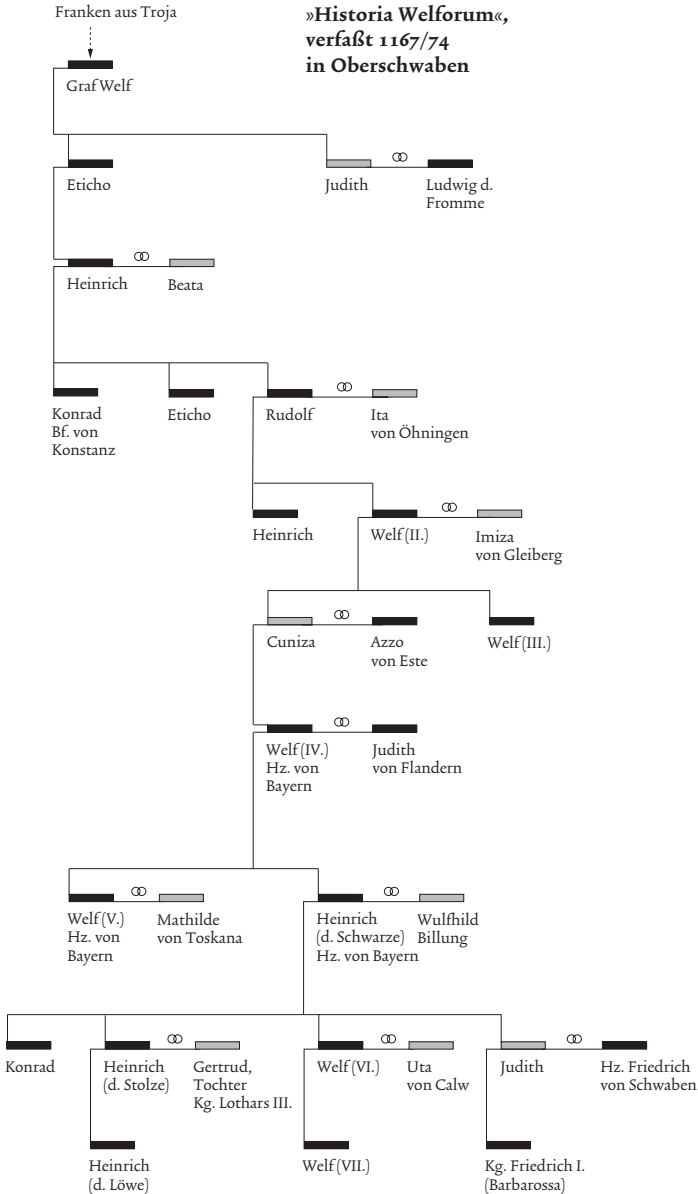 Franken aus Troja
»Historia Welforum«,
verfaßt 1167/74
in Oberschwaben
Graf Welf
Eticho
Judith
Ludwig d.
Fromme
Heinrich
Beata
Konrad
Bf. von
Konstanz
Eticho
Rudolf
Ita
von Öhningen
Heinrich
Welf (II.)
Imiza
von Gleiberg
Cuniza
Azzo
von Este
Welf (III.)
Welf (IV.)
Hz. von
Bayern
Judith
von Flandern
Welf (V.)
Hz. von
Bayern
Mathilde
von Toskana
Heinrich
(d. Schwarze)
Hz. von Bayern
Wulfhild
Billung
Konrad
Heinrich
(d. Stolze)
Gertrud,
Tochter
Kg. Lothars III.
Welf (VI.)
Uta
von Calw
Judith
Hz. Friedrich
von Schwaben
Heinrich
(d. Löwe)
Welf (VII.)
Kg. Friedrich I.
(Barbarossa)